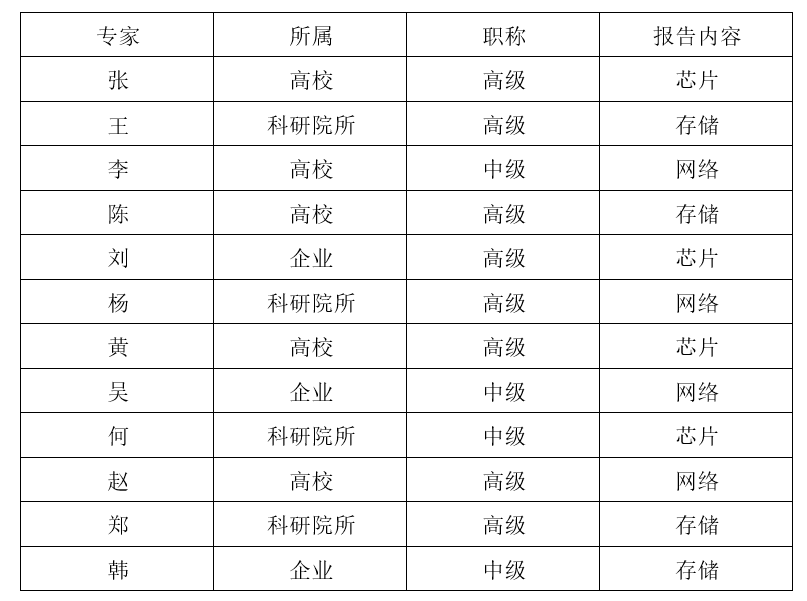 专家 所属 职称 报告内容
张 高校 高级 芯片
王 科研院所 高级 存储
李 高校 中级 网络
陈 高校 高级 存储
刘 企业 高级 芯片
杨 科研院所 高级 网络
黄 高校 高级 芯片
吴 企业 中级 网络
何 科研院所 中级 芯片
赵 高校 高级 网络
郑 科研院所 高级 存储
韩 企业 中级 存储